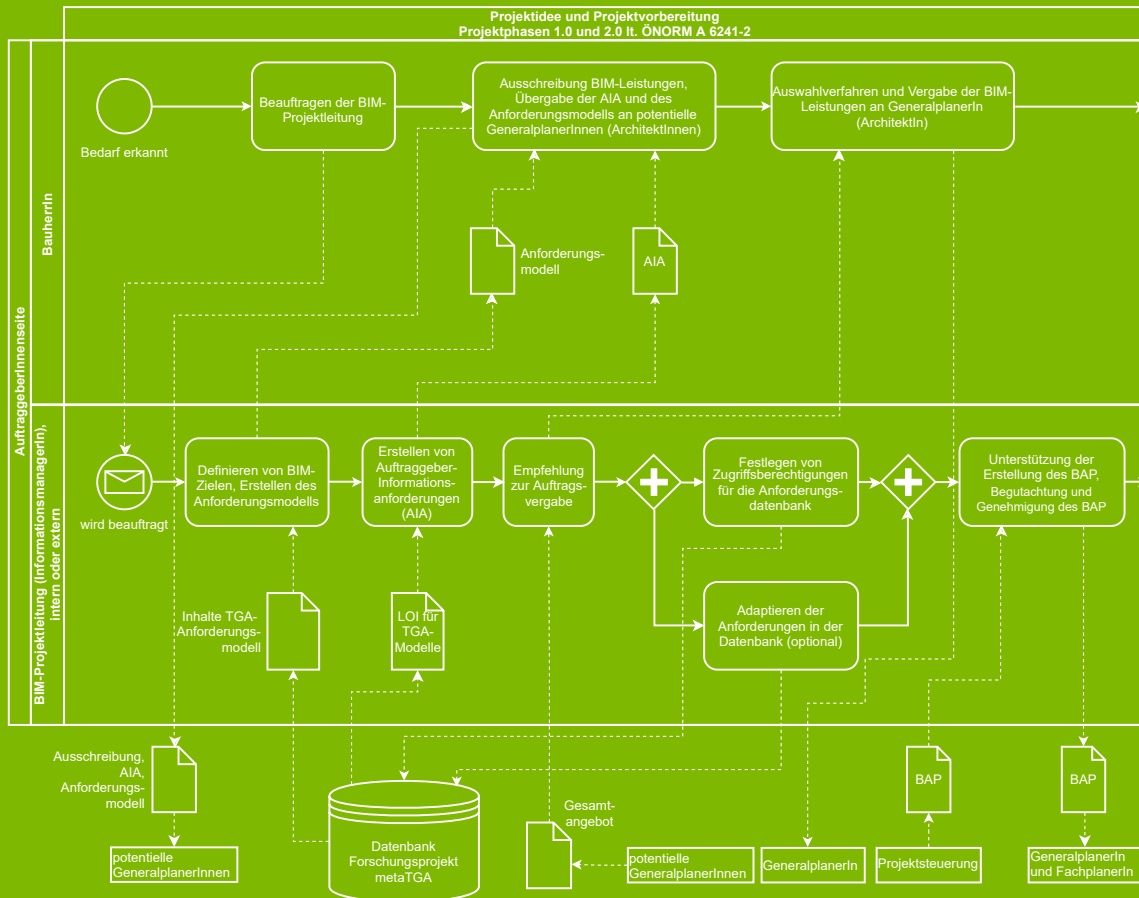 Projektidee und Projektvorbereitung
Projektphasen 1.0 und 2.0 lt. ÖNORM A 6241-2
AuftraggeberInnenseite
BauherrIn
Bedarf erkannt
Beauftragen der BIM-
Projektleitung
Ausschreibung BIM-Leistungen,
Übergabe der AIA und des
Anforderungsmodells an potentielle
GeneralplanerInnen (ArchitektInnen)
Auswahlverfahren und Vergabe der BIM-
Leistungen an GeneralplanerIn
(ArchitektIn)
Anforderungs-
modell
AIA
BIM-Projektleitung (InformationsmanagerIn),
intern oder extern
wird beauftragt
Definieren von BIM-
Zielen, Erstellen des
Anforderungsmodells
Erstellen von
Auftraggeber-
Informations-
anforderungen
(AIA)
Empfehlung
zur Auftrags-
vergabe
Festlegen von
Zugriffsberechtigungen
für die Anforderungs-
datenbank
Unterstützung der
Erstellung des BAP,
Begutachtung und
Genehmigung des BAP
Inhalte TGA-
Anforderungs-
modell
LOI für
TGA-
Modelle
Adaptieren der
Anforderungen in der
Datenbank (optional)
Ausschreibung,
AIA,
Anforderungs-
modell
potentielle
GeneralplanerInnen
Datenbank
Forschungsprojekt
metaTGA
Gesamt-
angebot
potentielle
GeneralplanerInnen
GeneralplanerIn
BAP
Projektsteuerung
BAP
GeneralplanerIn
und FachplanerIn